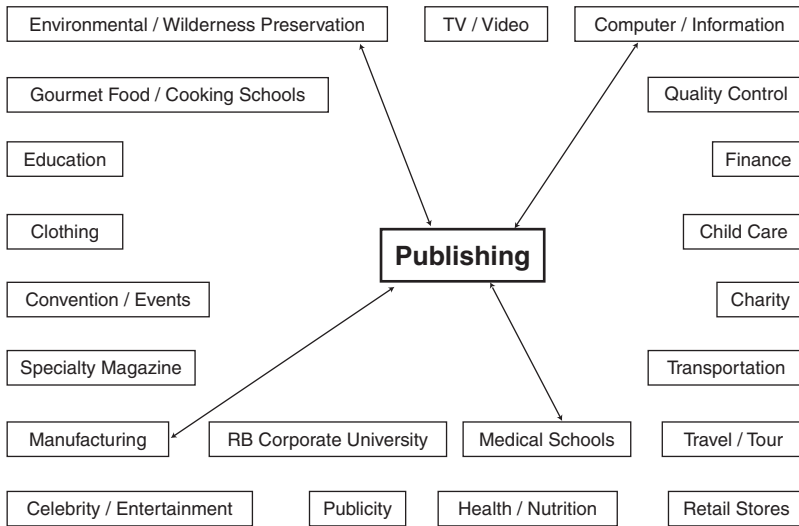 Environmental / Wilderness Preservation
TV / Video
Computer / Information
Gourmet Food / Cooking Schools
Quality Control
Education
Finance
Clothing
Child Care
Publishing
Convention / Events
Charity
Specialty Magazine
Transportation
Manufacturing
RB Corporate University
Medical Schools
Travel / Tour
Celebrity / Entertainment
Publicity
Health / Nutrition
Retail Stores